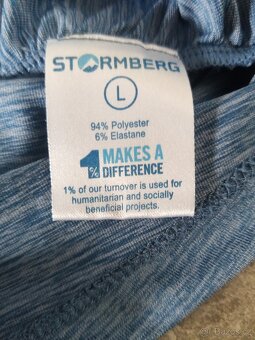 STORMBERG
L
94% Polyester
6% Elastane
1% MAKES A
DIFFERENCE
1% of our turnover is used for
humanitarian and socially
beneficial projects.